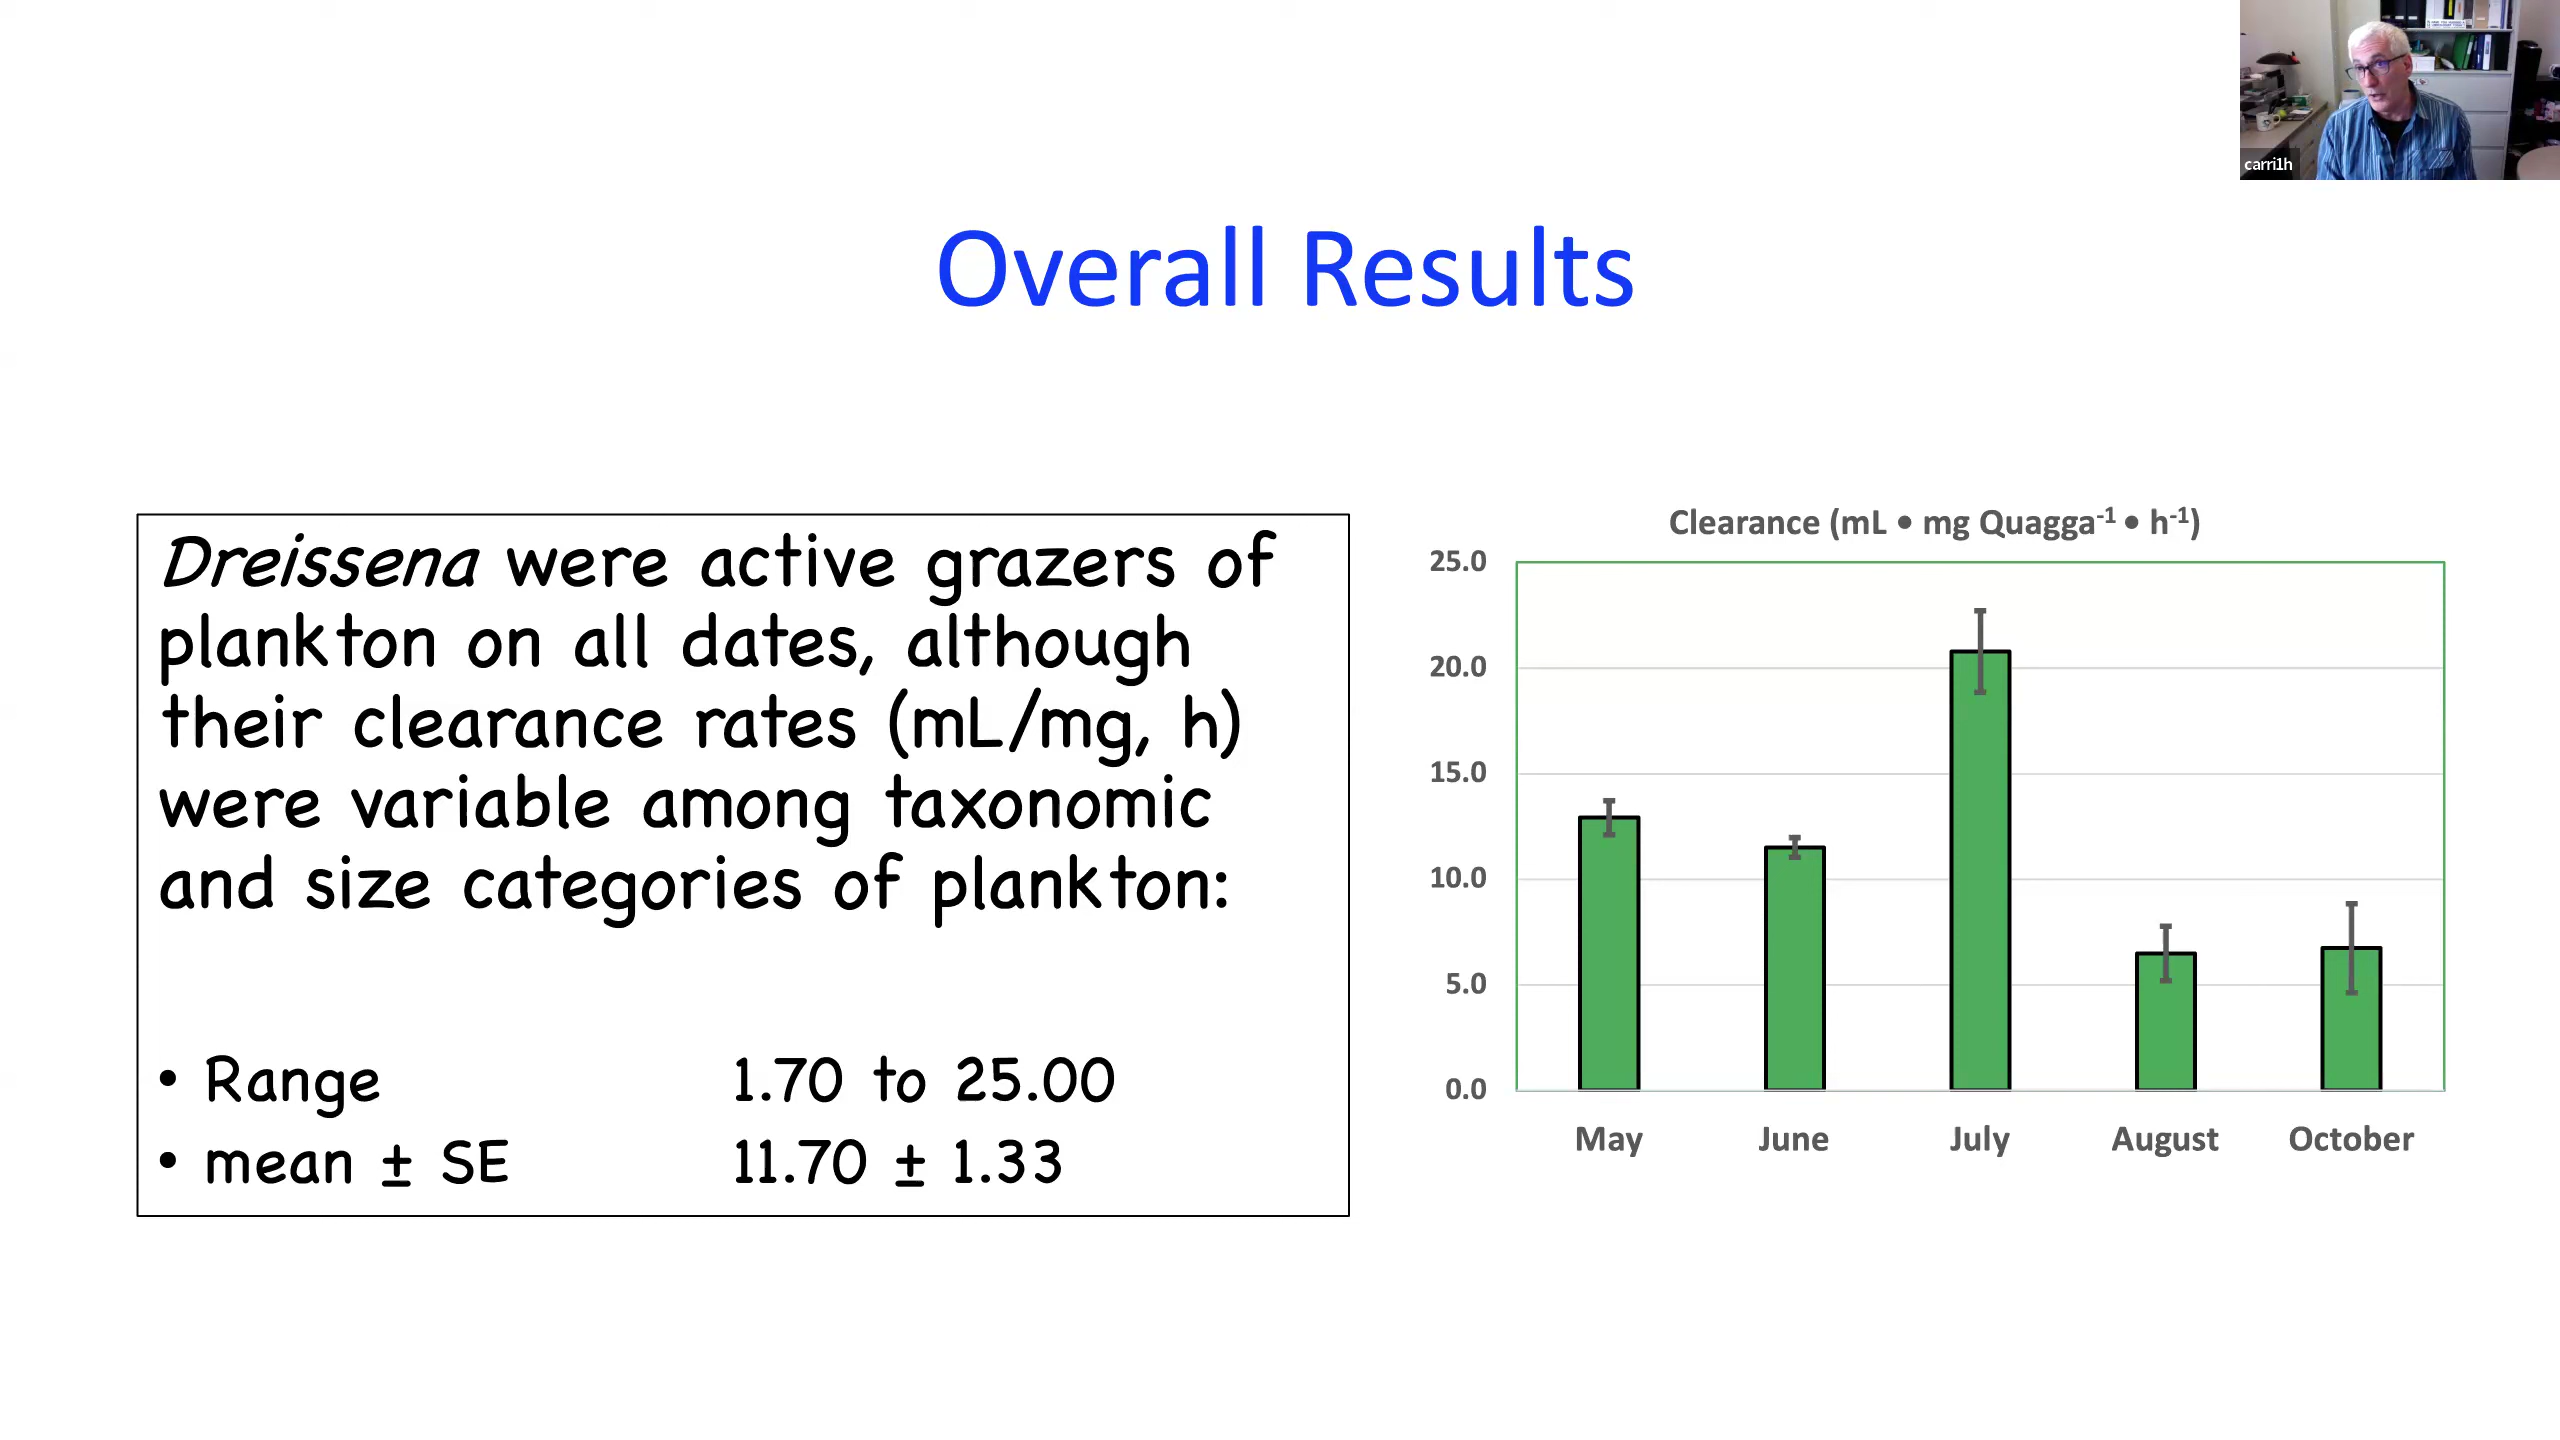 carri1h
Overall Results
Dreissena were active grazers of
plankton on all dates, although
their clearance rates (mL/mg, h)
were variable among taxonomic
and size categories of plankton:
• Range 1.70 to 25.00
• mean ± SE 11.70 ± 1.33
Clearance (mL • mg Quagga⁻¹ • h⁻¹)
25.0
20.0
15.0
10.0
5.0
0.0
May June July August October